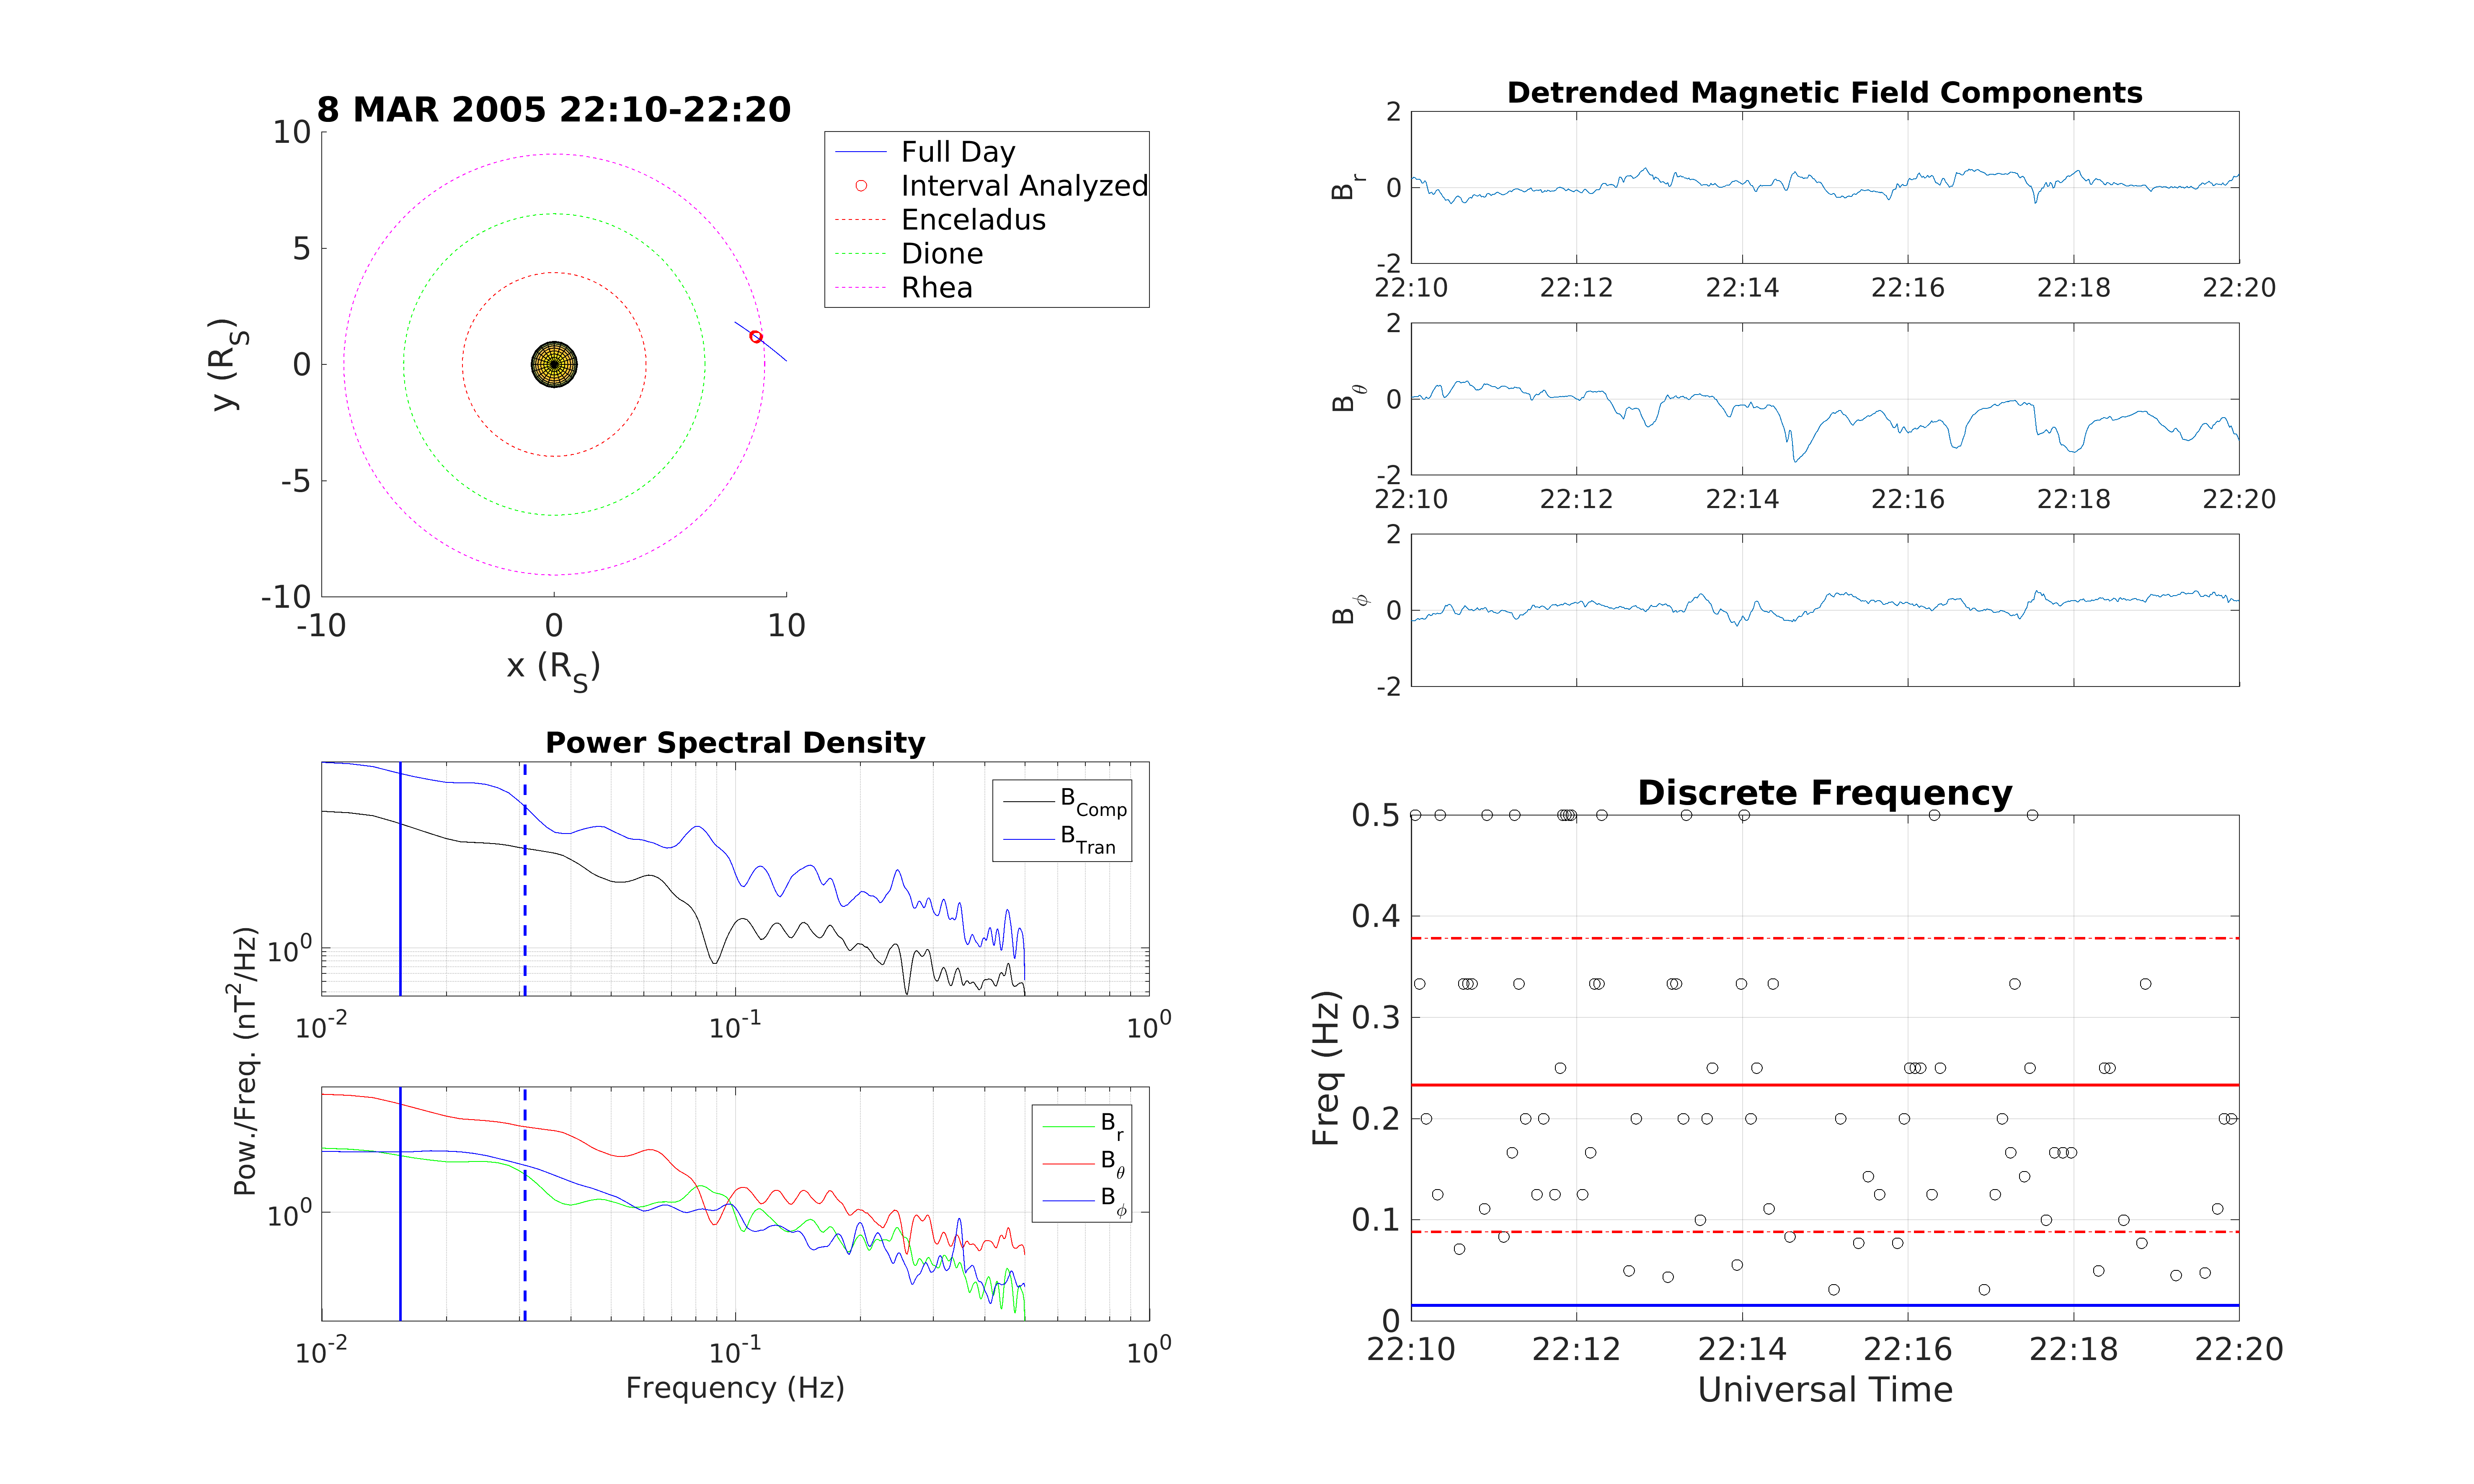 8 MAR 2005 22:10-22:20
10
5
0
-5
-10
-10 0 10
y (R_S)
x (R_S)
Full Day
Interval Analyzed
Enceladus
Dione
Rhea
Detrended Magnetic Field Components
2
0
-2
B_r
22:10 22:12 22:14 22:16 22:18 22:20
2
0
-2
B_θ
22:10 22:12 22:14 22:16 22:18 22:20
2
0
-2
B_ϕ
Power Spectral Density
B_Comp
B_Tran
10^0
10^-2 10^-1 10^0
Pow./Freq. (nT^2/Hz)
B_r
B_θ
B_ϕ
10^0
10^-2 10^-1 10^0
Frequency (Hz)
Discrete Frequency
0.5
0.4
0.3
0.2
0.1
0
Freq (Hz)
22:10 22:12 22:14 22:16 22:18 22:20
Universal Time